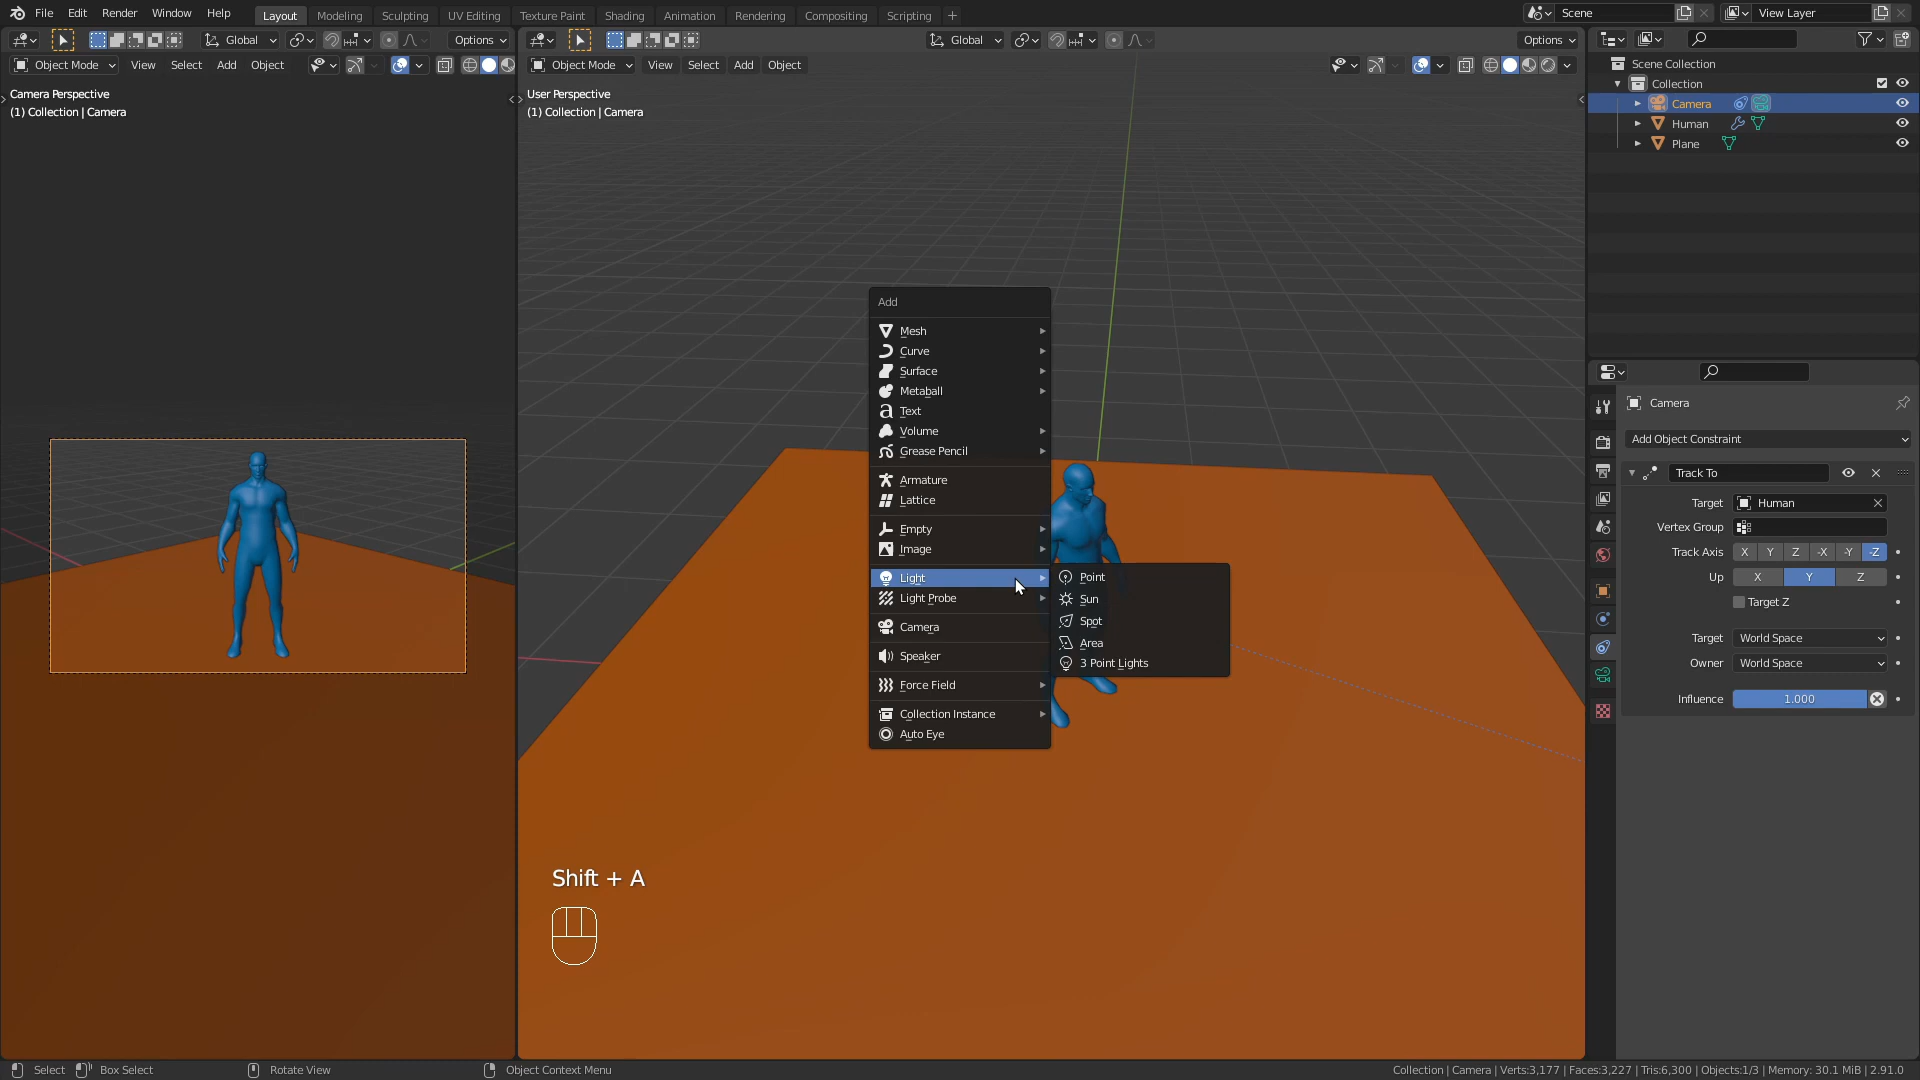 File Edit Render Window Help Layout Modeling Sculpting UV Editing Texture Paint Shading Animation Rendering Compositing Scripting + Scene View Layer
Global Options Global Options
Object Mode View Select Add Object Object Mode View Select Add Object
Camera Perspective
(1) Collection | Camera
User Perspective
(1) Collection | Camera
Add
Mesh
Curve
Surface
Metaball
Text
Volume
Grease Pencil
Armature
Lattice
Empty
Image
Light
Light Probe
Camera
Speaker
Force Field
Collection Instance
Auto Eye
Point
Sun
Spot
Area
3 Point Lights
Shift + A
Scene Collection
Collection
Camera
Human
Plane
Camera
Add Object Constraint
Track To
Target Human
Vertex Group
Track Axis X Y Z -X -Y -Z
Up X Y Z
Target Z
Target World Space
Owner World Space
Influence 1.000
Select Box Select Rotate View Object Context Menu Collection | Camera | Verts:3,177 | Faces:3,227 | Tris:6,300 | Objects:1/3 | Memory: 30.1 MiB | 2.91.0